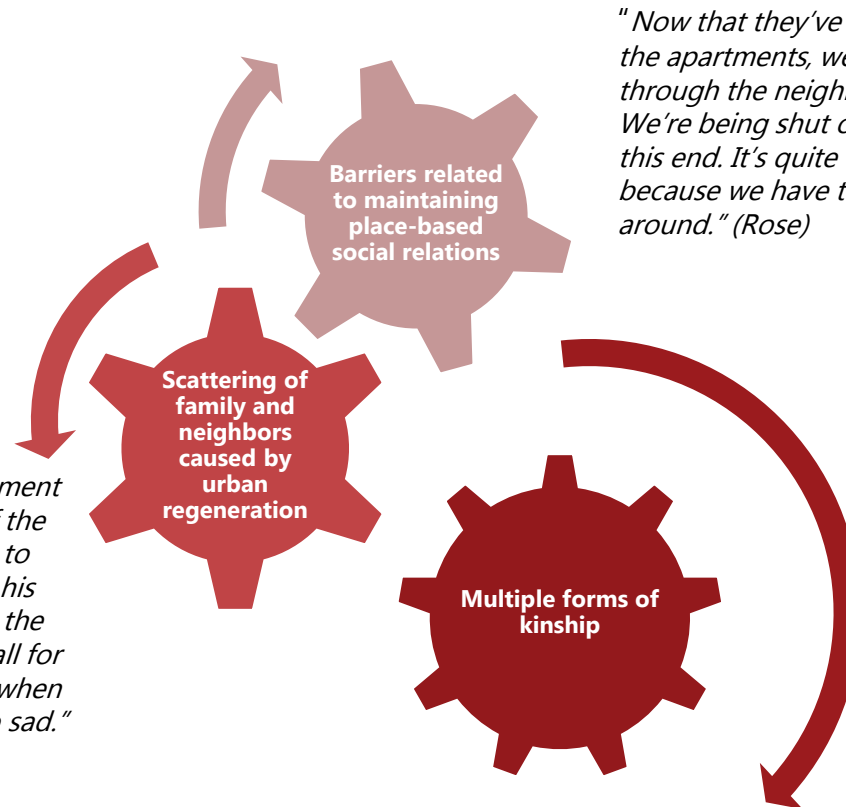 "Now that they've
the apartments, we
through the neigh
We're being shut o
this end. It's quite
because we have t
around." (Rose)
Barriers related
to maintaining
place-based
social relations
Scattering of
family and
neighbors
caused by
urban
regeneration
ment
the
to
his
the
all for
when
sad."
Multiple forms of
kinship